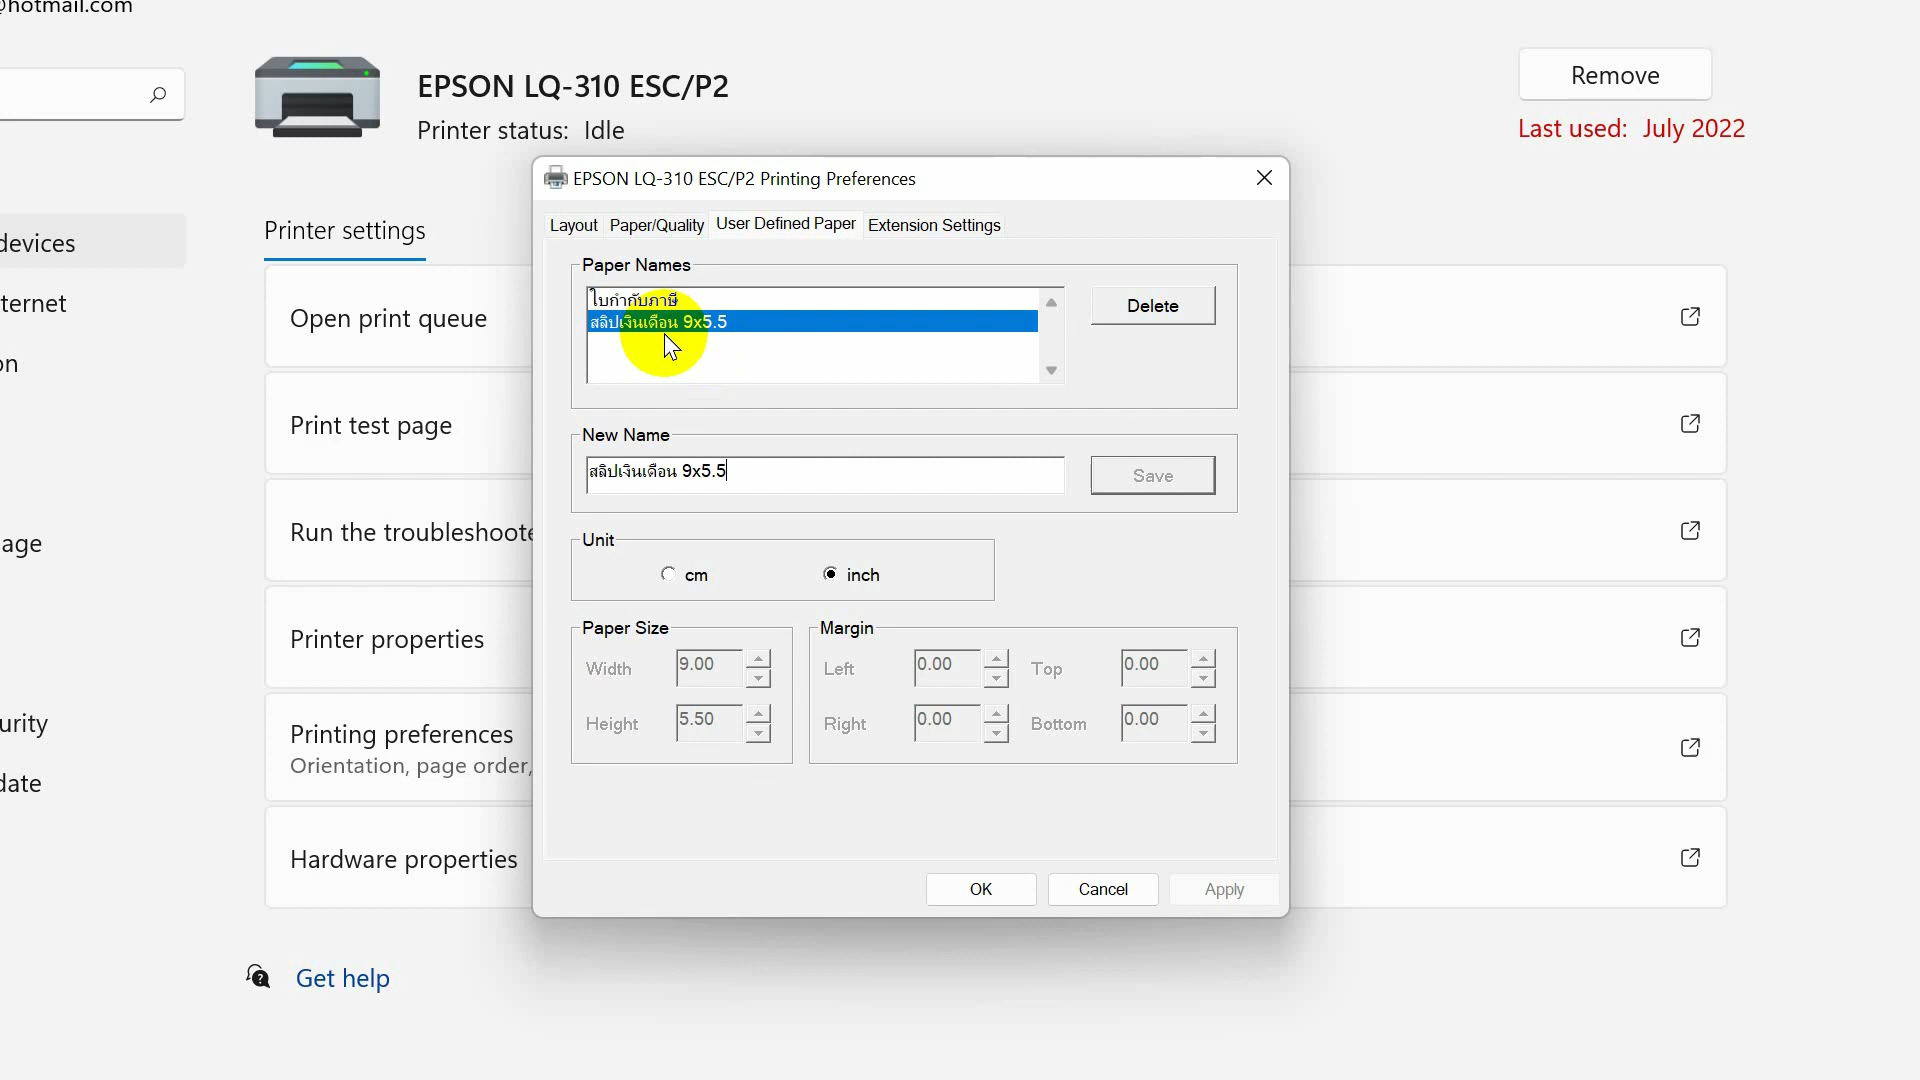 @hotmail.com
EPSON LQ-310 ESC/P2
Printer status: Idle
Remove
Last used: July 2022
devices
ternet
on
age
urity
date
Printer settings
Open print queue
Print test page
Run the troubleshoote
Printer properties
Printing preferences
Orientation, page order,
Hardware properties
Get help
EPSON LQ-310 ESC/P2 Printing Preferences
Layout Paper/Quality User Defined Paper Extension Settings
Paper Names
ใบกำกับภาษี
สลิปเงินเดือน 9x5.5
Delete
New Name
สลิปเงินเดือน 9x5.5
Save
Unit
cm inch
Paper Size
Width 9.00
Height 5.50
Margin
Left 0.00 Top 0.00
Right 0.00 Bottom 0.00
OK Cancel Apply